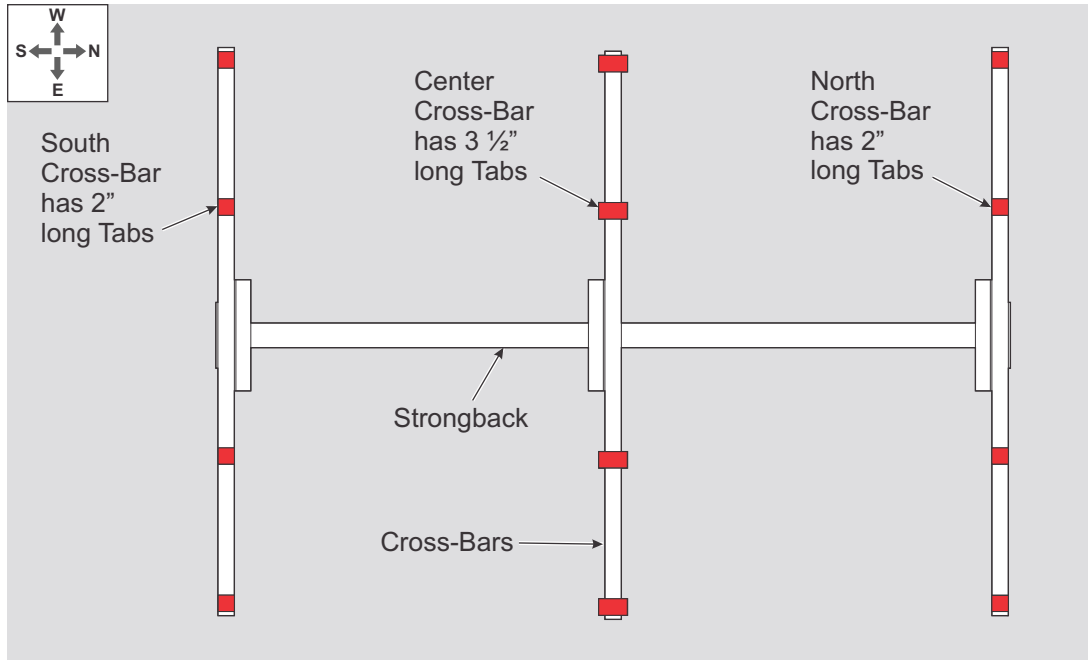 W
S N
E
South
Cross-Bar
has 2”
long Tabs
Center
Cross-Bar
has 3 ½”
long Tabs
North
Cross-Bar
has 2”
long Tabs
Strongback
Cross-Bars